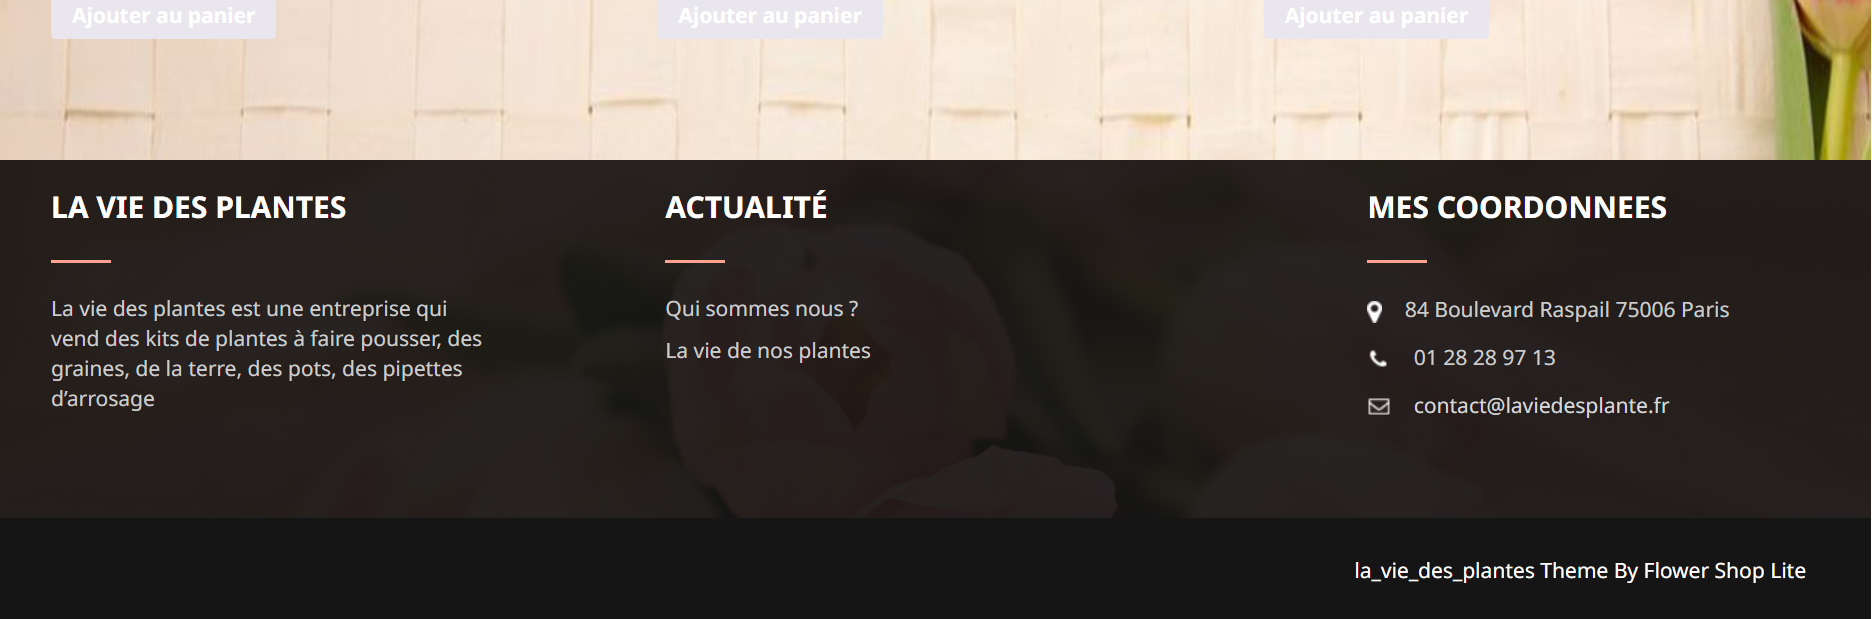 Ajouter au panier
Ajouter au panier
Ajouter au panier
LA VIE DES PLANTES
La vie des plantes est une entreprise qui
vend des kits de plantes à faire pousser, des
graines, de la terre, des pots, des pipettes
d’arrosage
ACTUALITÉ
Qui sommes nous ?
La vie de nos plantes
MES COORDONNEES
84 Boulevard Raspail 75006 Paris
01 28 28 97 13
contact@laviedesplante.fr
la_vie_des_plantes Theme By Flower Shop Lite